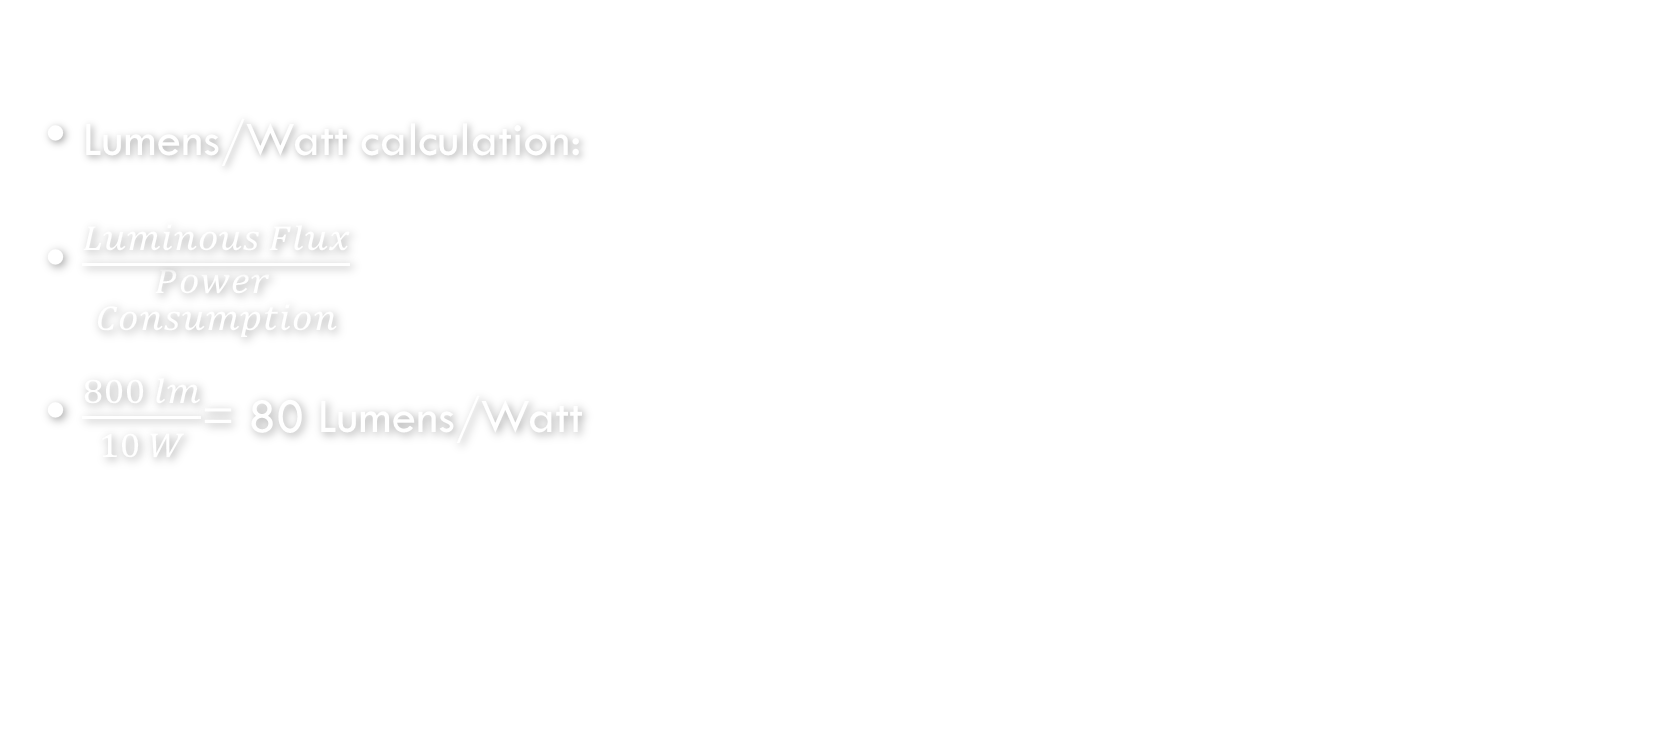 • Lumens/Watt calculation:
• Luminous Flux
Power
Consumption
• 800 lm
10 W
= 80 Lumens/Watt